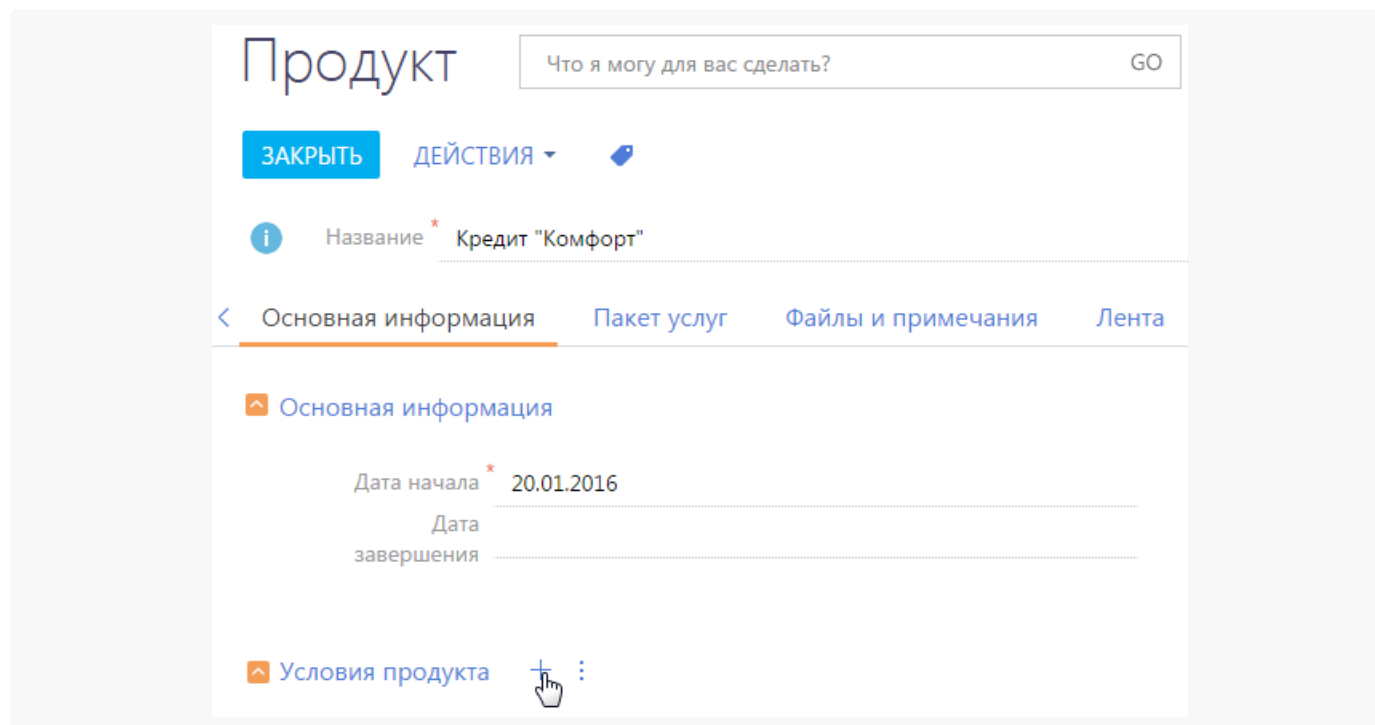 Продукт
Что я могу для вас сделать? GO
ЗАКРЫТЬ ДЕЙСТВИЯ
Название * Кредит "Комфорт"
Основная информация Пакет услуг Файлы и примечания Лента
Основная информация
Дата начала * 20.01.2016
Дата
завершения
Условия продукта